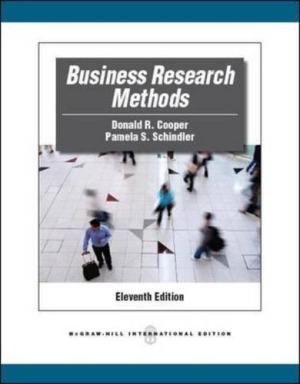 Business Research
Methods
Donald R. Cooper
Pamela S. Schindler
Eleventh Edition
McGRAW-HILL INTERNATIONAL EDITION